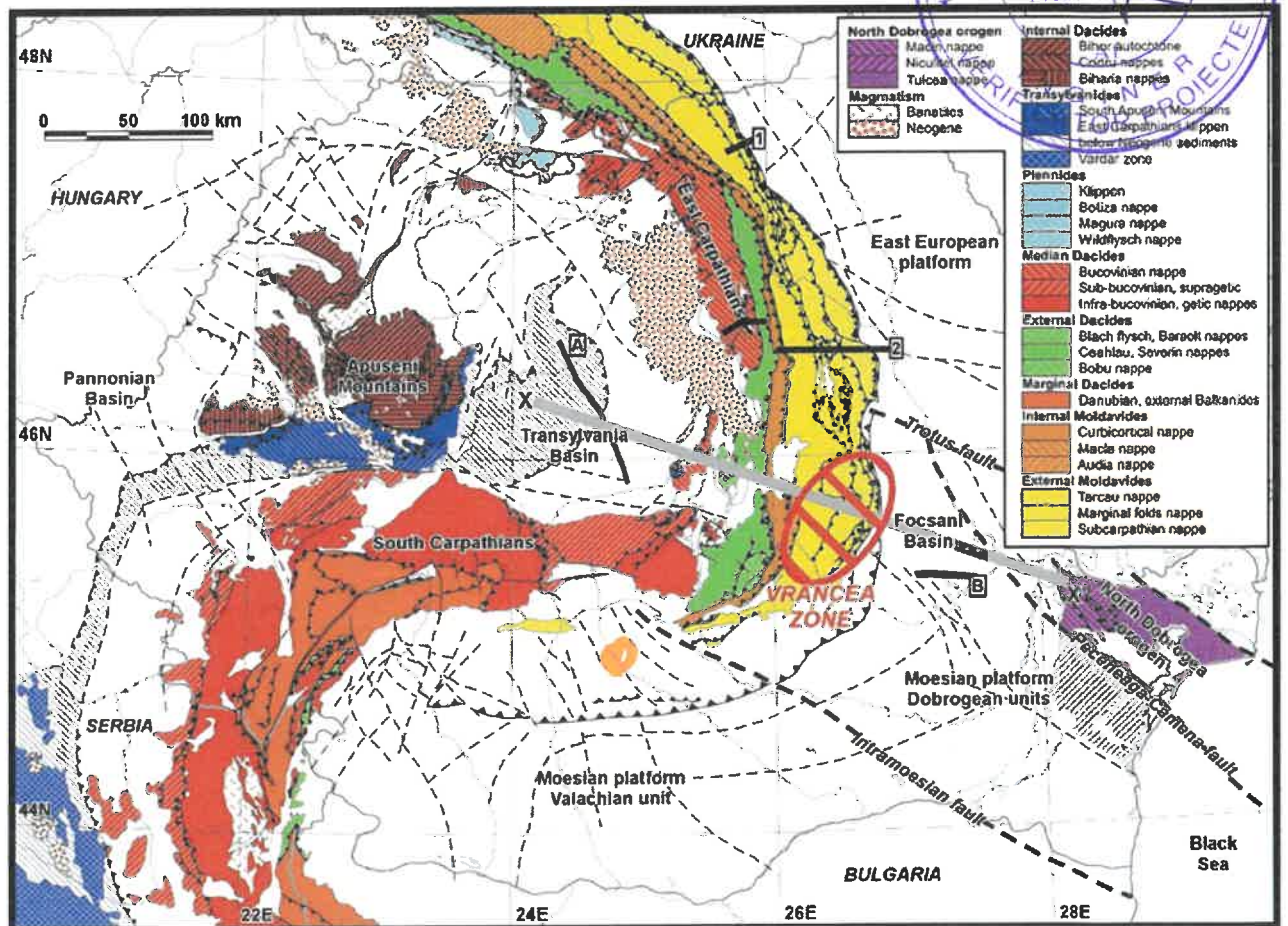 48N
0 50 100 km
HUNGARY
UKRAINE
1
East Carpathians
East European
platform
Pannonian
Basin
Apuseni
Mountains
A
2
46N
X
Transylvania
Basin
Trotus fault
South Carpathians
Focsani
Basin
VRANCEA
ZONE
B
X
North Dobrogea
orogen
Peceneaga-Camena-fault
Moesian platform
Dobrogean units
SERBIA
Intramoesian fault
Moesian platform
Valachian unit
44N
Black
Sea
BULGARIA
22E
24E
26E
28E
North Dobrogea orogen
Macin nappe
Niculitel nappe
Tulcea nappe
Magmatism
Banatitics
Neogene
Internal Dacides
Bihor autochtone
Codru nappes
Biharia nappes
Transylvanides
South Apuseni Mountains
East Carpathians klippen
below Neogene sediments
Vardar zone
Piennides
Klippen
Botiza nappe
Magura nappe
Wildflysch nappe
Median Dacides
Bucovinian nappe
Sub-bucovinian, supragetic
Infra-bucovinian, getic nappes
External Dacides
Blach flysch, Baraolt nappes
Ceahlau, Severin nappes
Bobu nappe
Marginal Dacides
Danubian, external Balkanides
Internal Moldavides
Curbicortical nappe
Macla nappe
Audia nappe
External Moldavides
Tarcau nappe
Marginal folds nappe
Subcarpathian nappe
PROIECTE